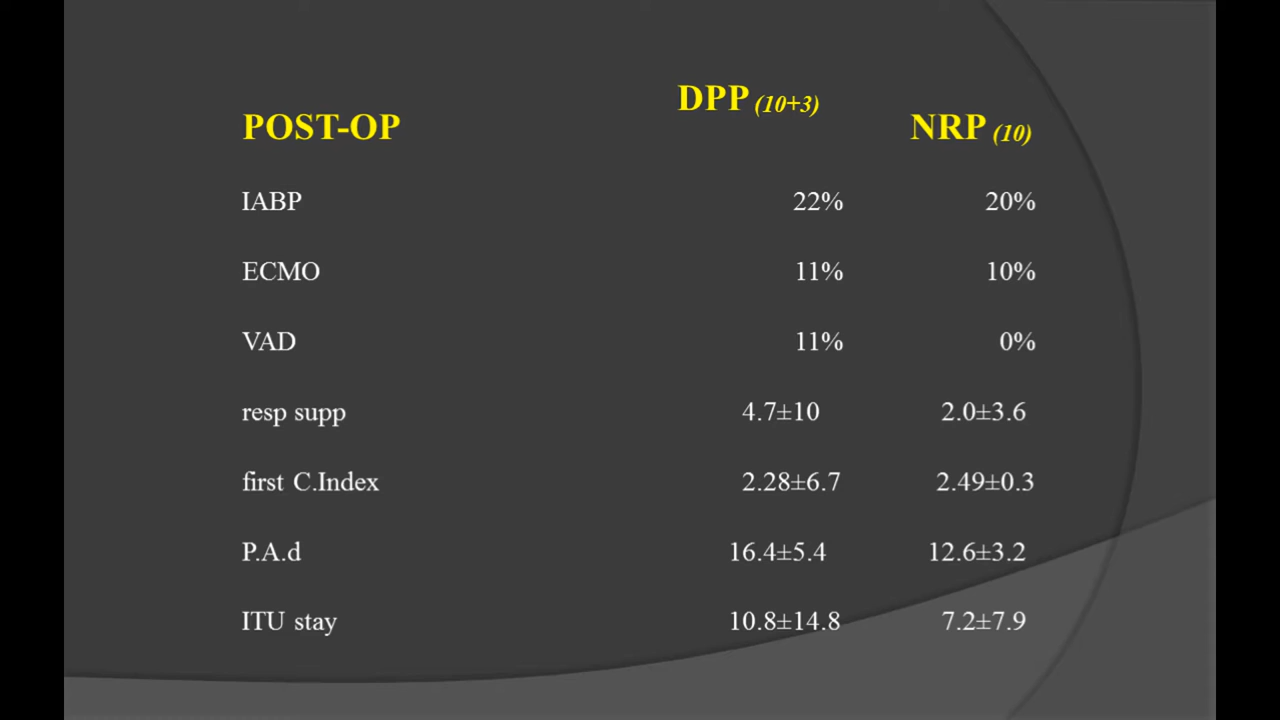 POST-OP DPP (10+3) NRP (10)
IABP 22% 20%
ECMO 11% 10%
VAD 11% 0%
resp supp 4.7±10 2.0±3.6
first C.Index 2.28±6.7 2.49±0.3
P.A.d 16.4±5.4 12.6±3.2
ITU stay 10.8±14.8 7.2±7.9